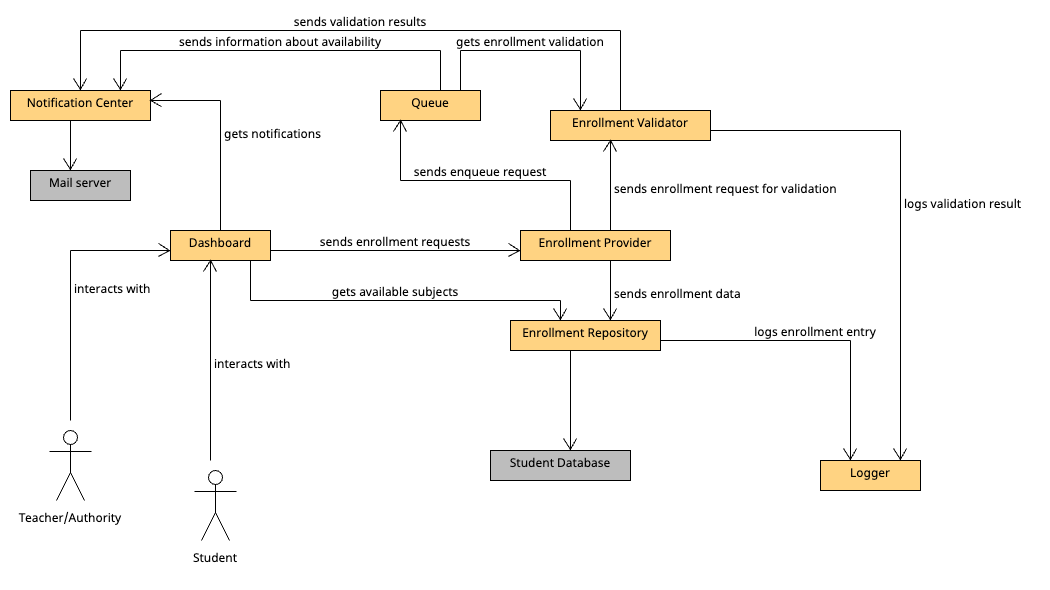 sends validation results
sends information about availability
gets enrollment validation
Notification Center
Queue
Enrollment Validator
gets notifications
sends enqueue request
Mail server
sends enrollment request for validation
logs validation result
Dashboard
sends enrollment requests
Enrollment Provider
interacts with
gets available subjects
sends enrollment data
Enrollment Repository
logs enrollment entry
interacts with
Student Database
Logger
Teacher/Authority
Student